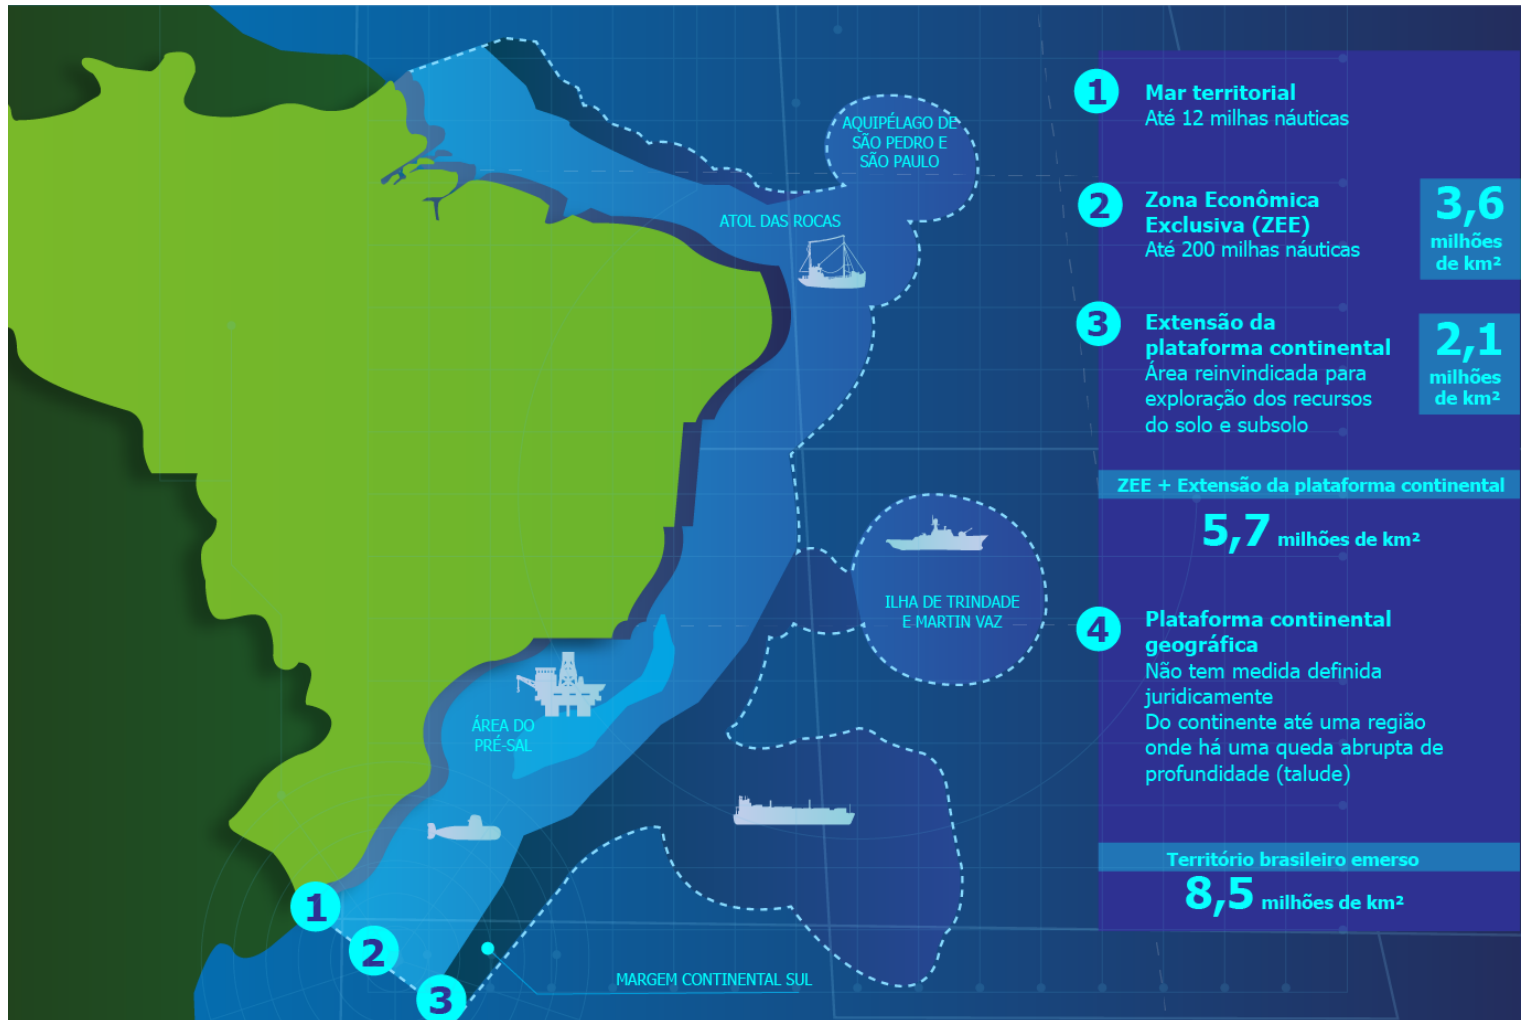 AQUIPÉLAGO DE
SÃO PEDRO E
SÃO PAULO
ATOL DAS ROCAS
ILHA DE TRINDADE
E MARTIN VAZ
ÁREA DO
PRÉ-SAL
MARGEM CONTINENTAL SUL
1
2
3
1
Mar territorial
Até 12 milhas náuticas
2
Zona Econômica
Exclusiva (ZEE)
Até 200 milhas náuticas
3,6
milhões
de km²
3
Extensão da
plataforma continental
Área reinvindicada para
exploração dos recursos
do solo e subsolo
2,1
milhões
de km²
ZEE + Extensão da plataforma continental
5,7 milhões de km²
4
Plataforma continental
geográfica
Não tem medida definida
juridicamente
Do continente até uma região
onde há uma queda abrupta de
profundidade (talude)
Território brasileiro emerso
8,5 milhões de km²